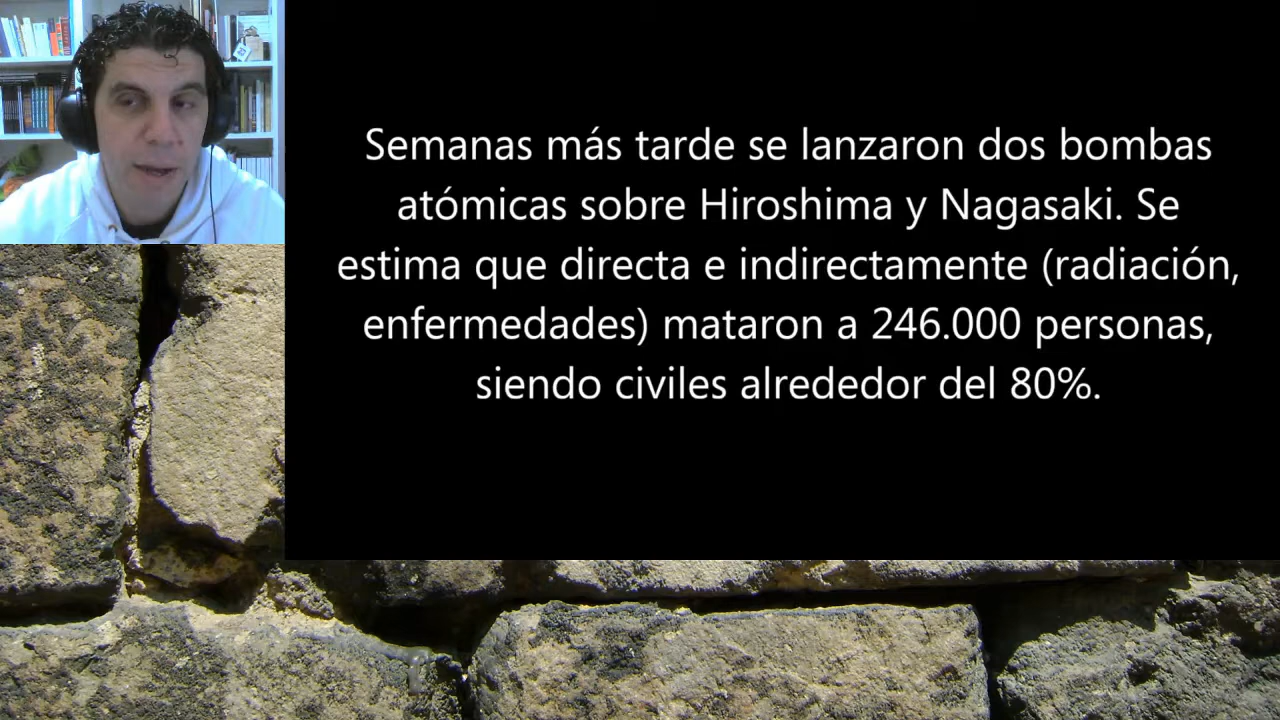 Semanas más tarde se lanzaron dos bombas
atómicas sobre Hiroshima y Nagasaki. Se
estima que directa e indirectamente (radiación,
enfermedades) mataron a 246.000 personas,
siendo civiles alrededor del 80%.